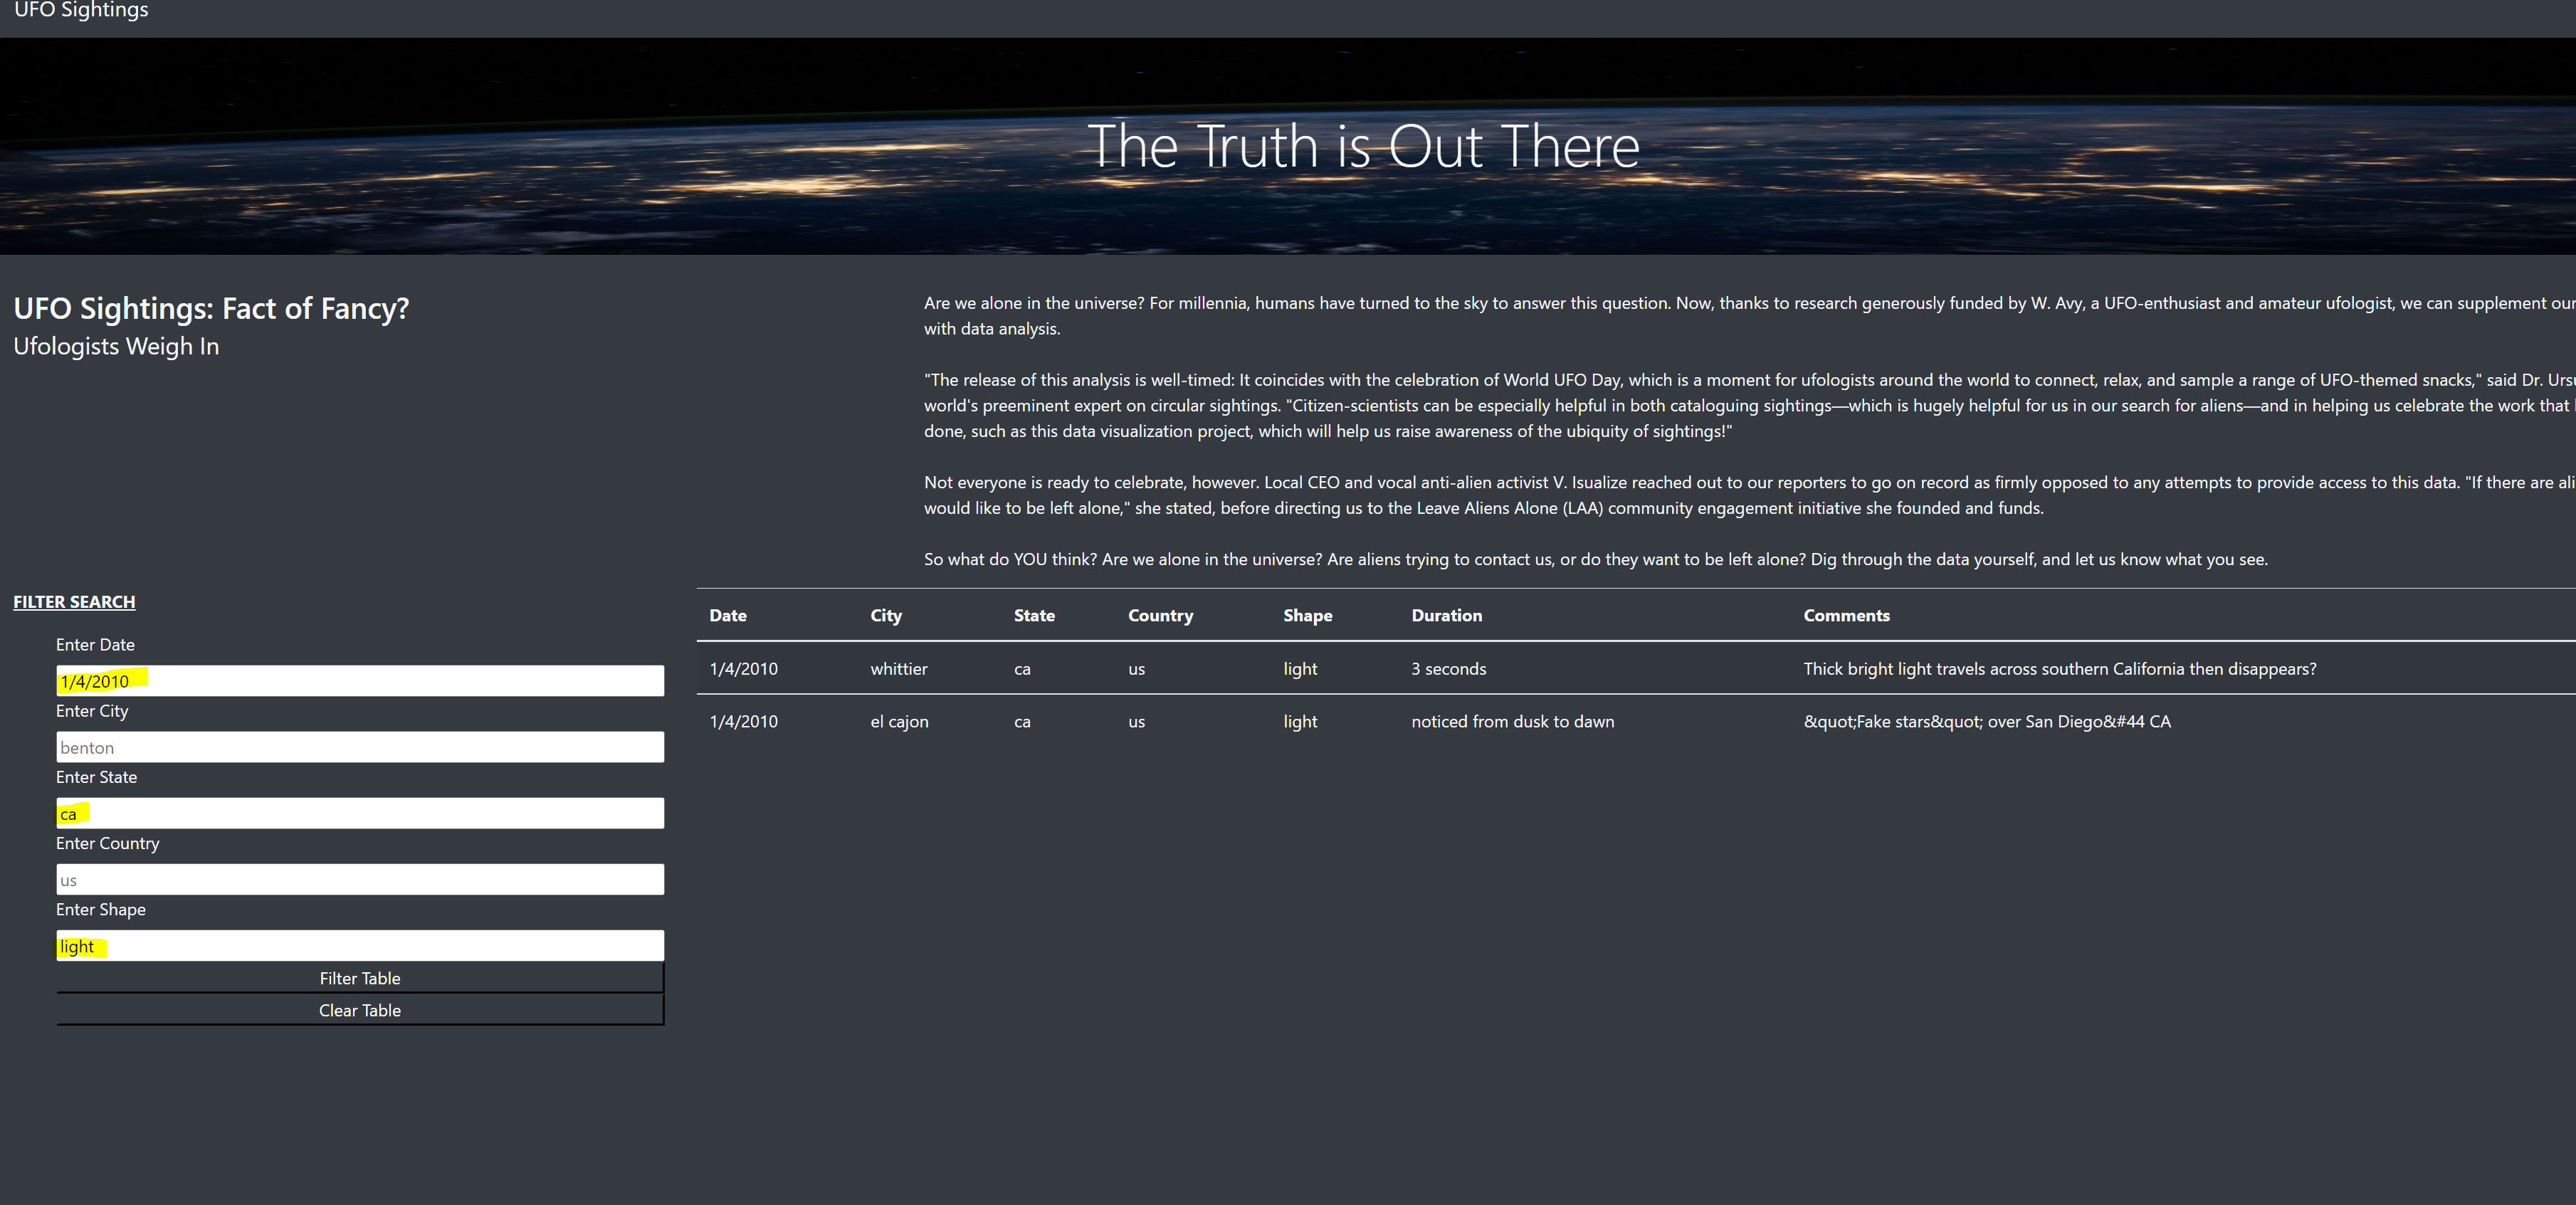 UFO Sightings
The Truth is Out There
UFO Sightings: Fact of Fancy?
Ufologists Weigh In
Are we alone in the universe? For millennia, humans have turned to the sky to answer this question. Now, thanks to research generously funded by W. Avy, a UFO-enthusiast and amateur ufologist, we can supplement our
with data analysis.
"The release of this analysis is well-timed: It coincides with the celebration of World UFO Day, which is a moment for ufologists around the world to connect, relax, and sample a range of UFO-themed snacks," said Dr.
world's preeminent expert on circular sightings. "Citizen-scientists can be especially helpful in both cataloguing sightings—which is hugely helpful for us in our search for aliens—and in helping us celebrate the work that
done, such as this data visualization project, which will help us raise awareness of the ubiquity of sightings!"
Not everyone is ready to celebrate, however. Local CEO and vocal anti-alien activist V. Isualize reached out to our reporters to go on record as firmly opposed to any attempts to provide access to this data. "If there are
would like to be left alone," she stated, before directing us to the Leave Aliens Alone (LAA) community engagement initiative she founded and funds.
So what do YOU think? Are we alone in the universe? Are aliens trying to contact us, or do they want to be left alone? Dig through the data yourself, and let us know what you see.
FILTER SEARCH
Enter Date
1/4/2010
Enter City
benton
Enter State
ca
Enter Country
us
Enter Shape
light
Filter Table
Clear Table
Date City State Country Shape Duration Comments
1/4/2010 whittier ca us light 3 seconds Thick bright light travels across southern California then disappears?
1/4/2010 el cajon ca us light noticed from dusk to dawn &quot;Fake stars&quot; over San Diego&#44 CA